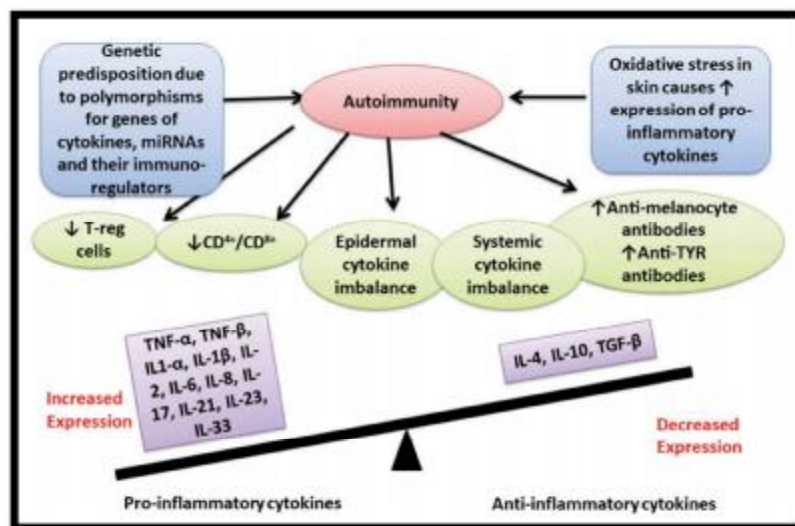 Genetic
predisposition due
to polymorphisms
for genes of
cytokines, miRNAs
and their immuno-
regulators
Autoimmunity
Oxidative stress in
skin causes ↑
expression of pro-
inflammatory
cytokines
↓ T-reg
cells
↓CD⁴⁺/CD⁸⁺
Epidermal
cytokine
imbalance
Systemic
cytokine
imbalance
↑Anti-melanocyte
antibodies
↑Anti-TYR
antibodies
TNF-α, TNF-β,
IL1-α, IL-1β, IL-
2, IL-6, IL-8, IL-
17, IL-21, IL-23,
IL-33
IL-4, IL-10, TGF-β
Increased
Expression
Decreased
Expression
Pro-inflammatory cytokines
Anti-inflammatory cytokines